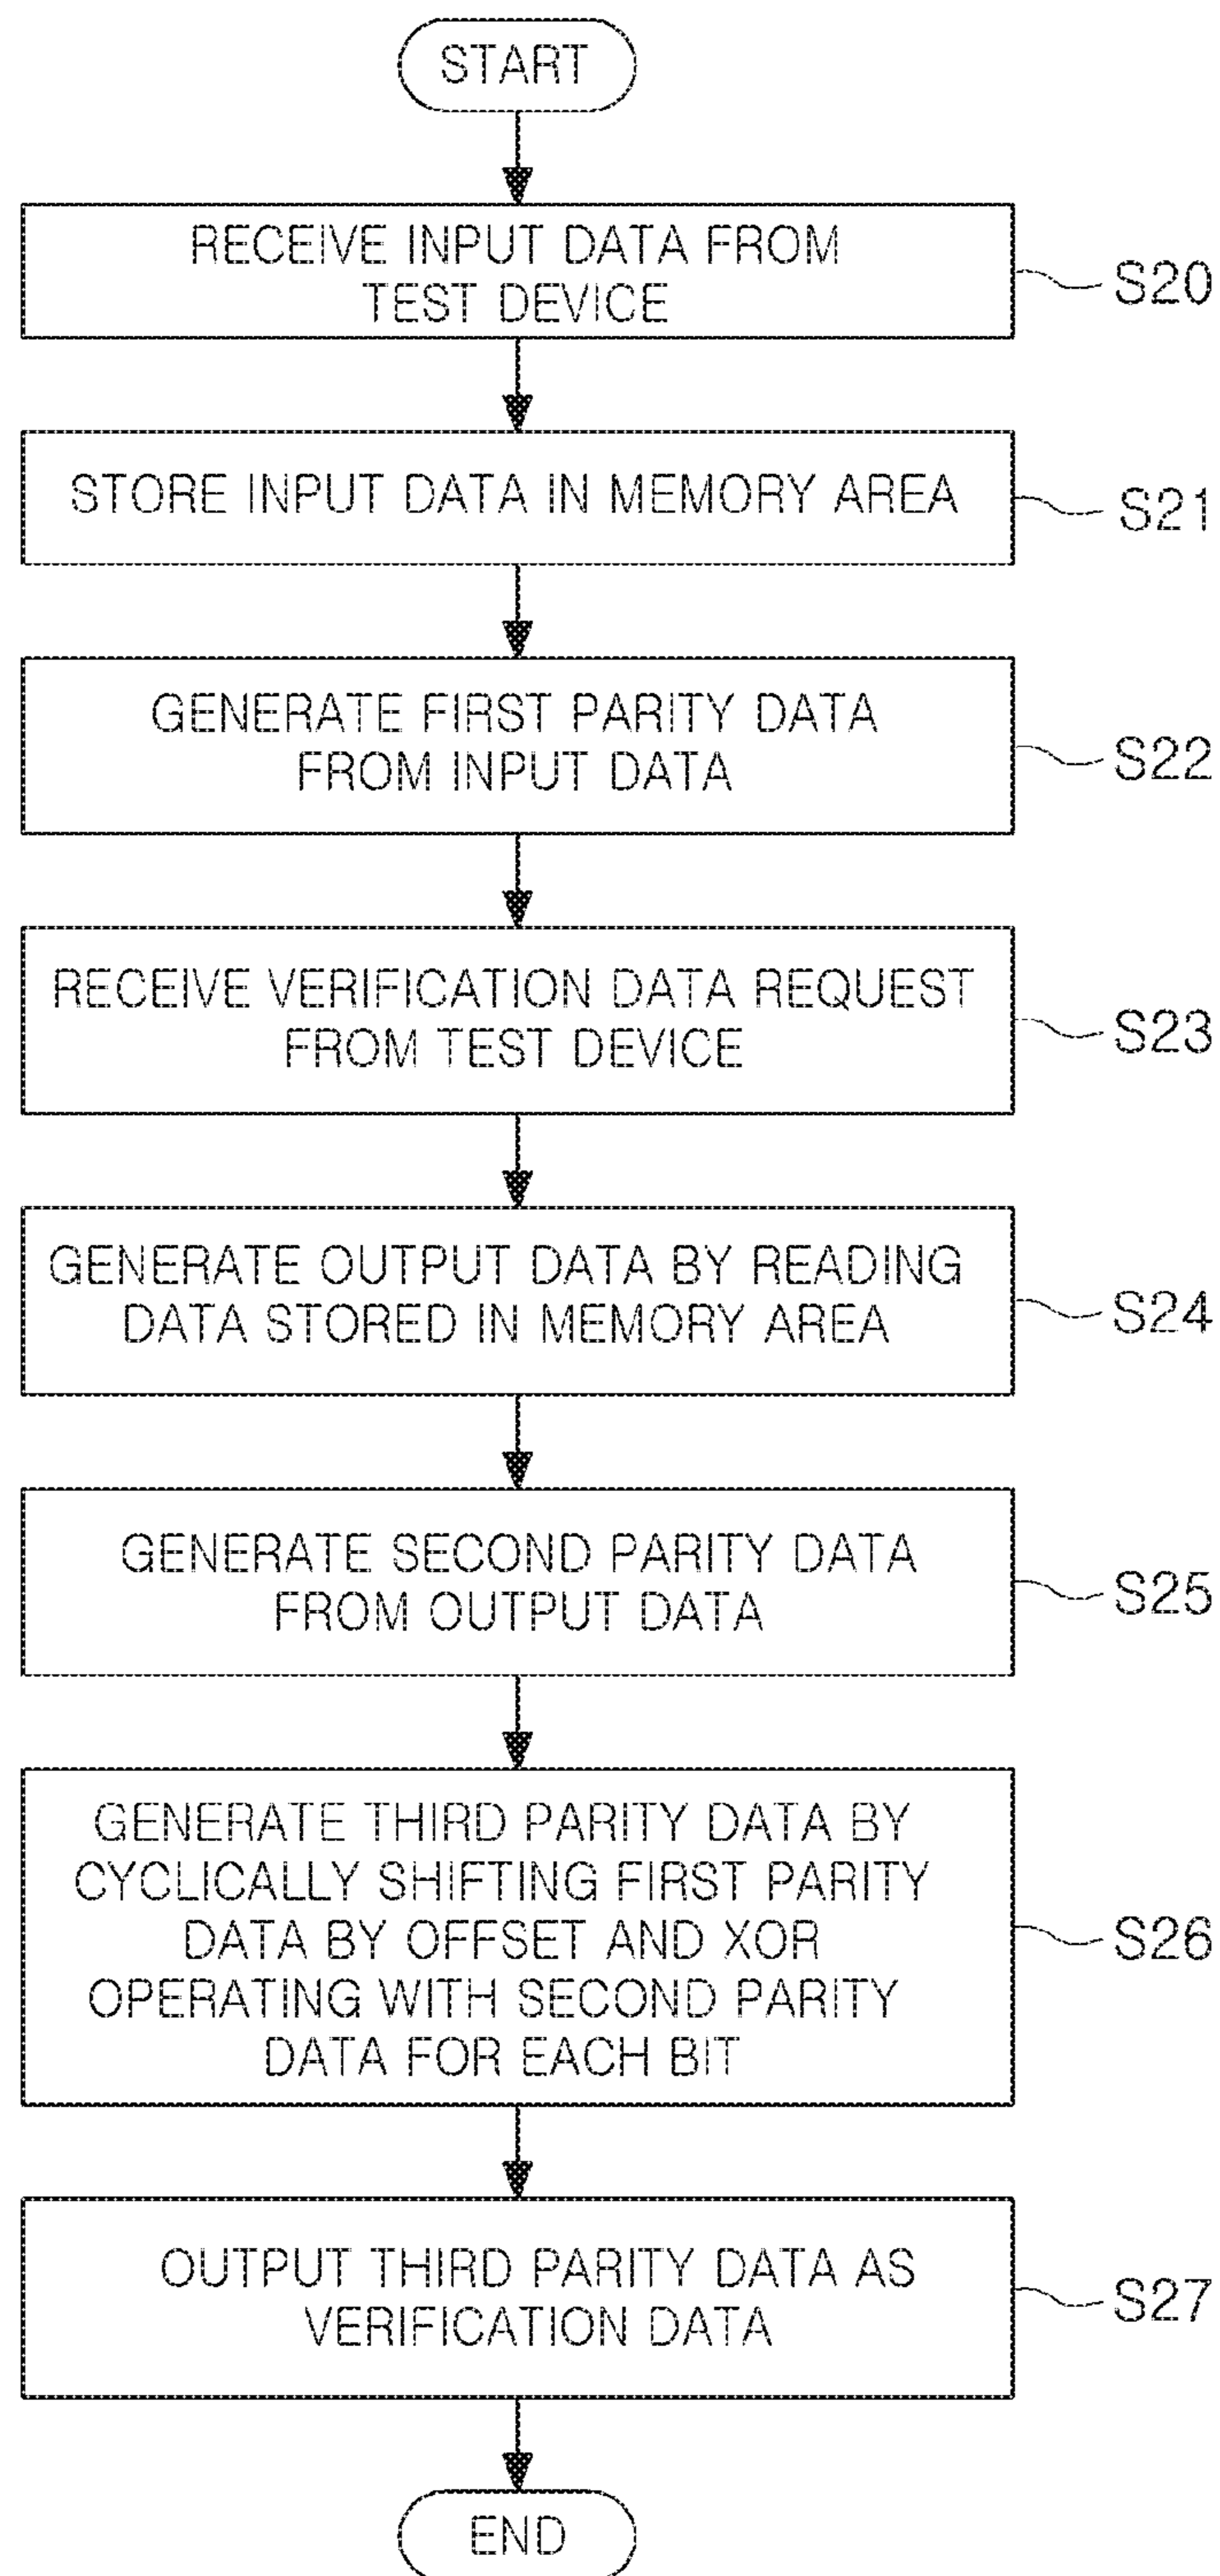 START
RECEIVE INPUT DATA FROM
TEST DEVICE
S20
STORE INPUT DATA IN MEMORY AREA
S21
GENERATE FIRST PARITY DATA
FROM INPUT DATA
S22
RECEIVE VERIFICATION DATA REQUEST
FROM TEST DEVICE
S23
GENERATE OUTPUT DATA BY READING
DATA STORED IN MEMORY AREA
S24
GENERATE SECOND PARITY DATA
FROM OUTPUT DATA
S25
GENERATE THIRD PARITY DATA BY
CYCLICALLY SHIFTING FIRST PARITY
DATA BY OFFSET AND XOR
OPERATING WITH SECOND PARITY
DATA FOR EACH BIT
S26
OUTPUT THIRD PARITY DATA AS
VERIFICATION DATA
S27
END